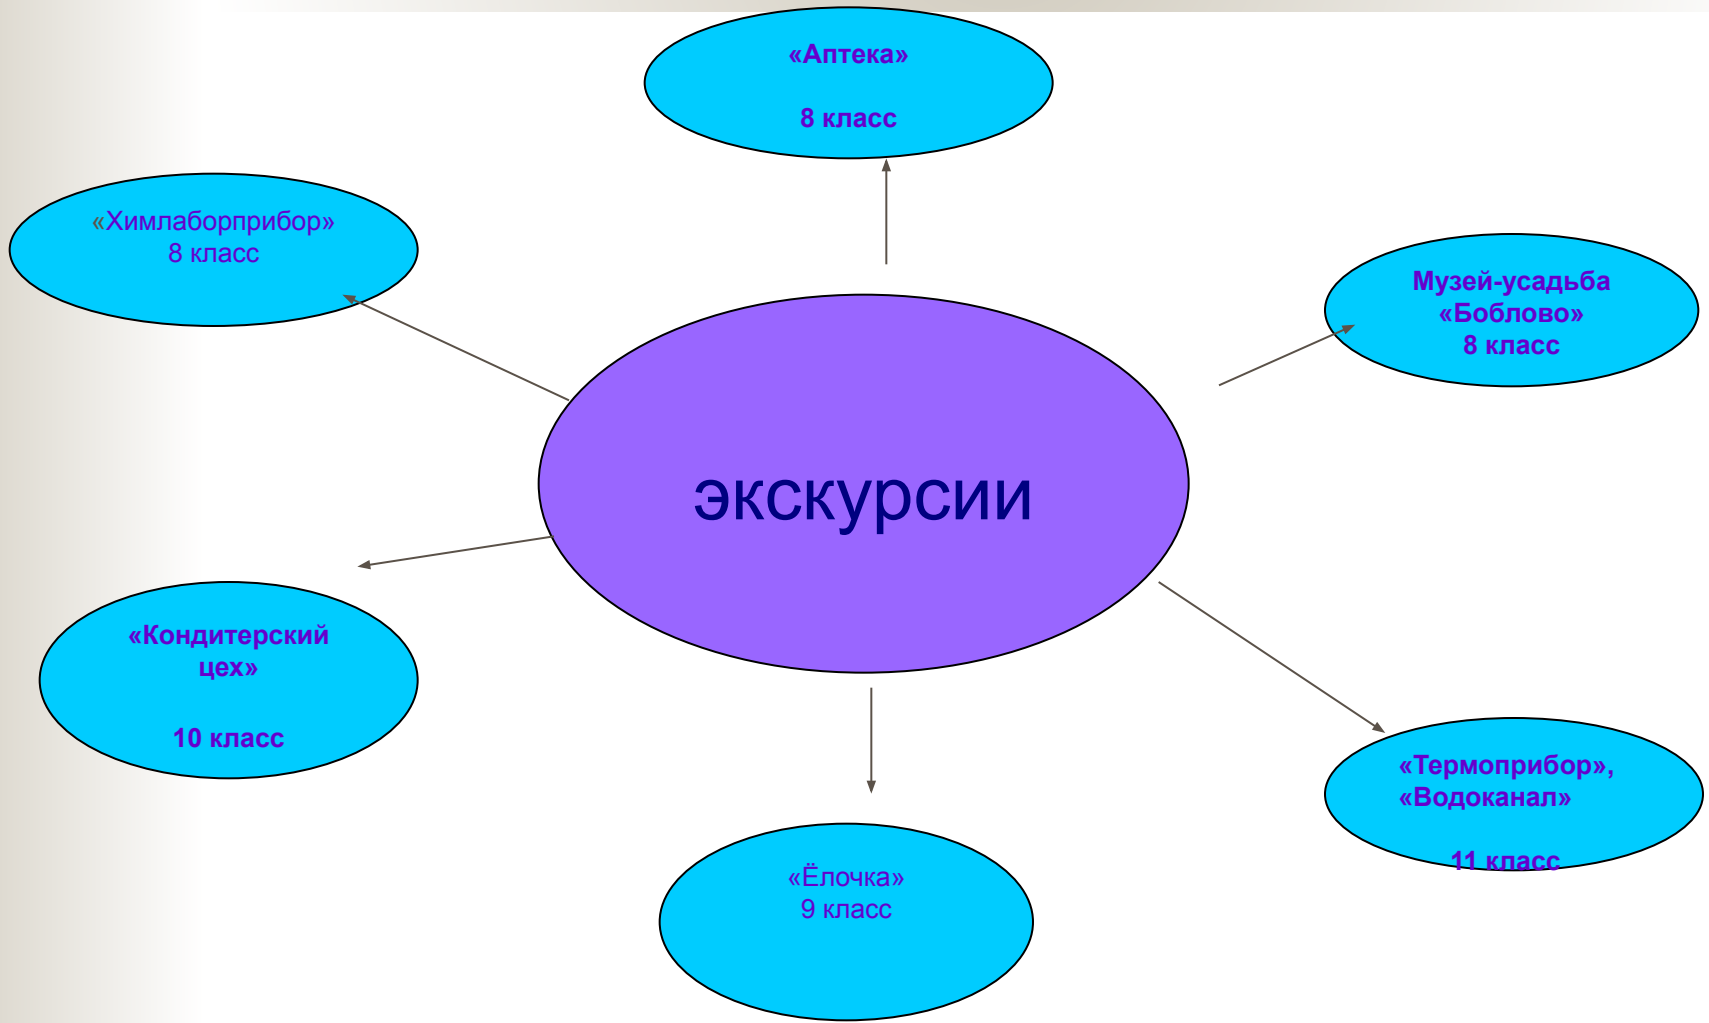 «Аптека»
8 класс
«Химлаборприбор»
8 класс
Музей-усадьба
«Боблово»
8 класс
экскурсии
«Кондитерский
цех»
10 класс
«Термоприбор»,
«Водоканал»
11 класс
«Ёлочка»
9 класс